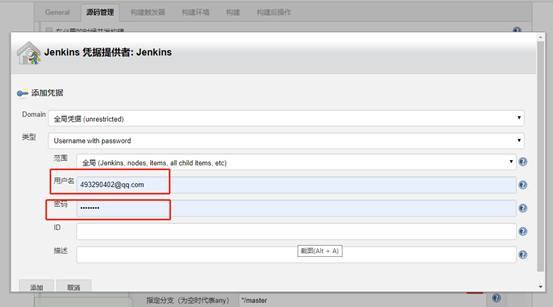 General 源码管理 构建触发器 构建环境 构建 构建后操作
Jenkins 凭据提供者: Jenkins
添加凭据
Domain 全局凭据 (unrestricted)
类型 Username with password
范围 全局 (Jenkins, nodes, items, all child items, etc)
用户名 493290402@qq.com
密码 ••••••••
ID
描述
截图(Alt + A)
添加 取消
指定分支（为空时代表any） */master